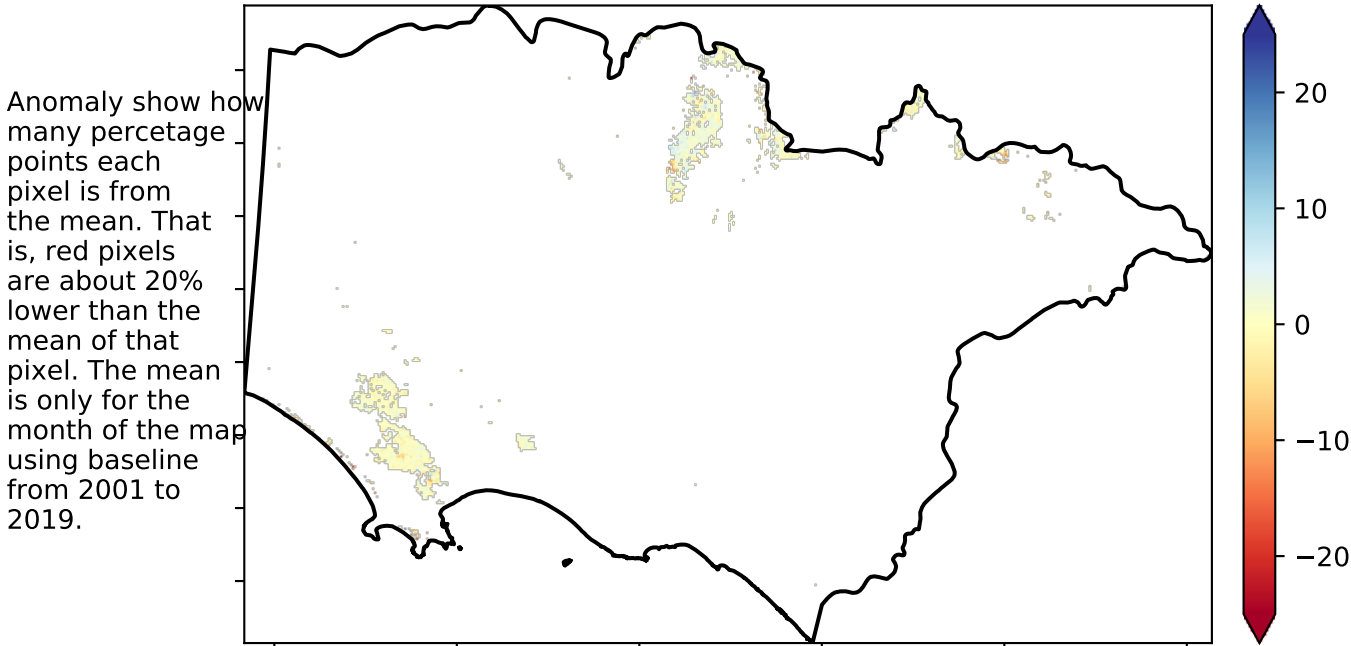 Anomaly show how
many percetage
points each
pixel is from
the mean. That
is, red pixels
are about 20%
lower than the
mean of that
pixel. The mean
is only for the
month of the map
using baseline
from 2001 to
2019.
20
10
0
−10
−20